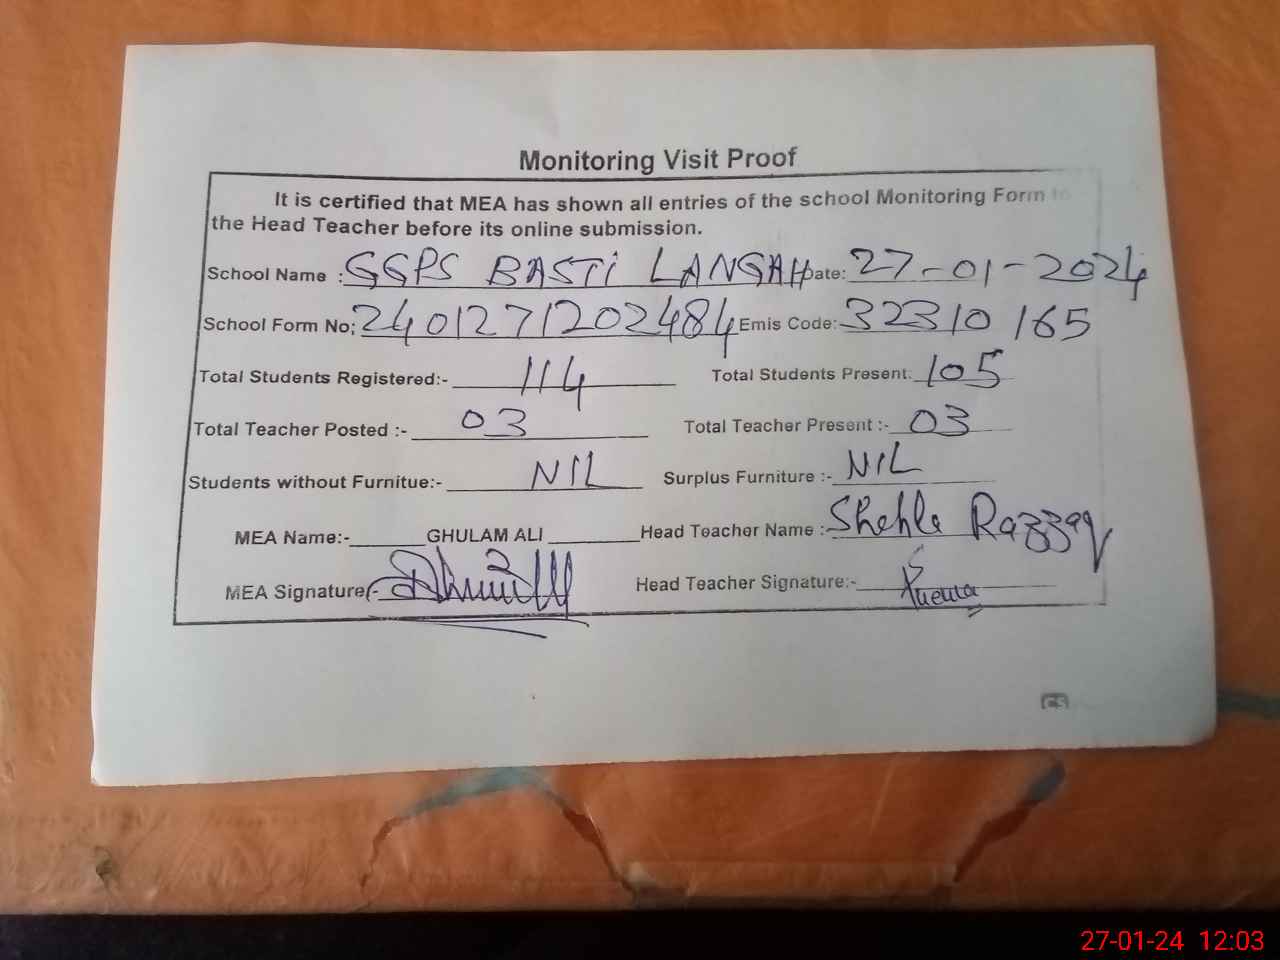 Monitoring Visit Proof
It is certified that MEA has shown all entries of the school Monitoring Form to
the Head Teacher before its online submission.
School Name :GGPS BASTI LANGAH Date: 27-01-2024
School Form No: 2401271202484 Emis Code: 32310165
Total Students Registered:- 114 Total Students Present: 105
Total Teacher Posted :- 03 Total Teacher Present :- 03
Students without Furnitue:- NIL Surplus Furniture :- NIL
MEA Name:- GHULAM ALI Head Teacher Name : Shehla Razzaq
MEA Signature:- Head Teacher Signature:-
CS
27-01-24 12:03